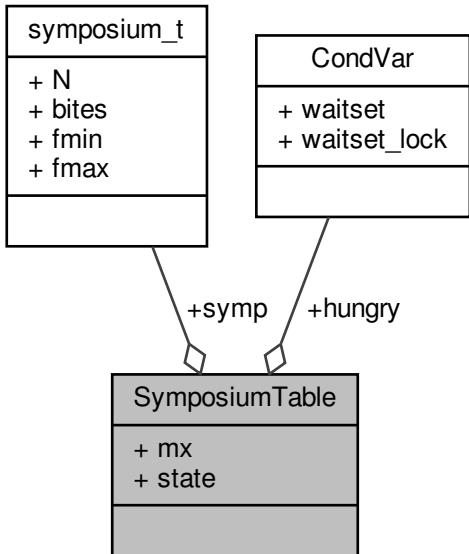 symposium_t
+ N
+ bites
+ fmin
+ fmax
CondVar
+ waitset
+ waitset_lock
+symp
+hungry
SymposiumTable
+ mx
+ state